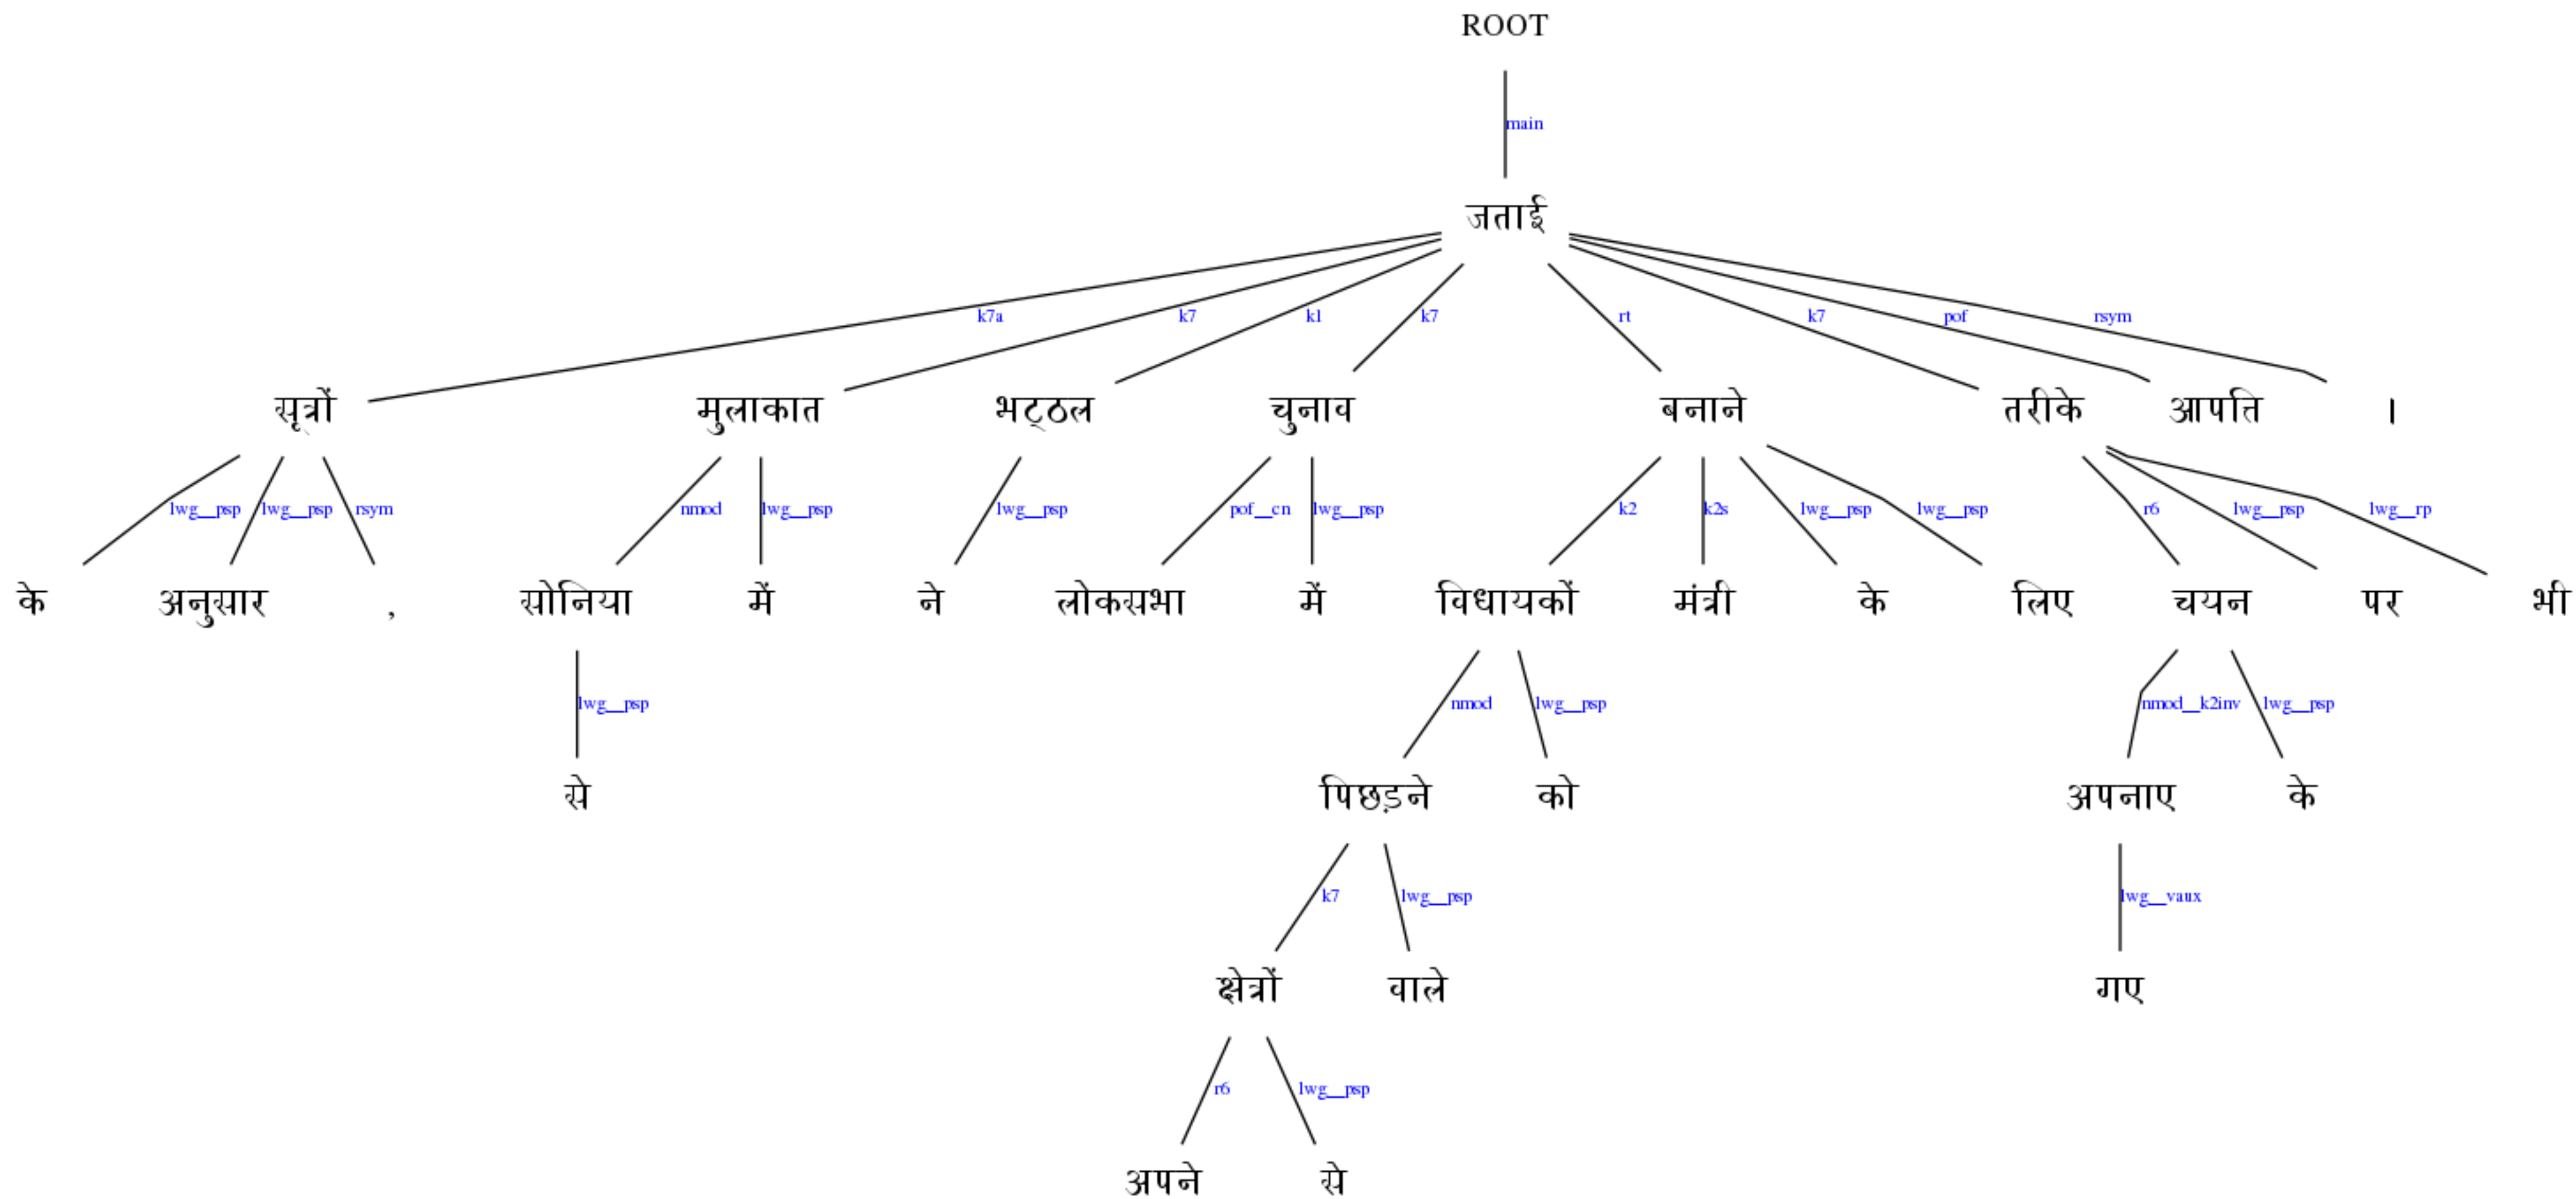 ROOT
main
जताई
k7a k7 k1 k7 rt k7 pof rsym
सूत्रों मुलाकात भट्ठल चुनाव बनाने तरीके आपत्ति ।
lwg__psp lwg__psp rsym nmod lwg__psp lwg__psp pof__cn lwg__psp k2 k2s lwg__psp lwg__psp r6 lwg__psp lwg__rp
के अनुसार , सोनिया में ने लोकसभा में विधायकों मंत्री के लिए चयन पर भी
lwg__psp nmod lwg__psp nmod__k2inv lwg__psp
से पिछड़ने को अपनाए के
k7 lwg__psp lwg__vaux
क्षेत्रों वाले गए
r6 lwg__psp
अपने से